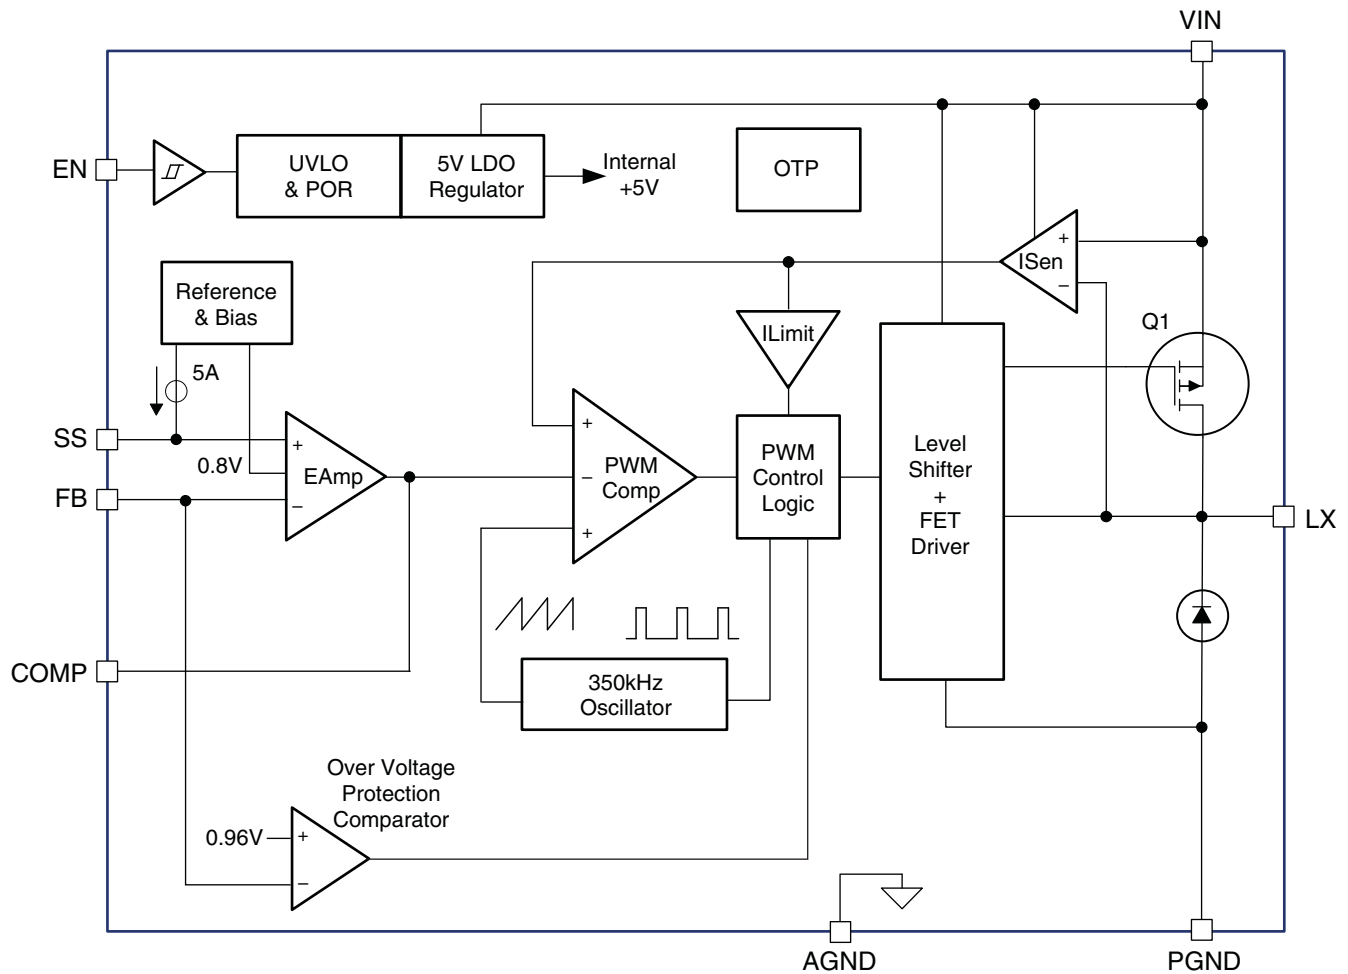 VIN
EN
UVLO
& POR
5V LDO
Regulator
Internal
+5V
OTP
+
ISen
–
Reference
& Bias
5A
ILimit
Q1
SS
+
0.8V
EAmp
FB
–
+
–
PWM
Comp
+
PWM
Control
Logic
Level
Shifter
+
FET
Driver
LX
COMP
350kHz
Oscillator
Over Voltage
Protection
Comparator
0.96V
+
–
AGND
PGND